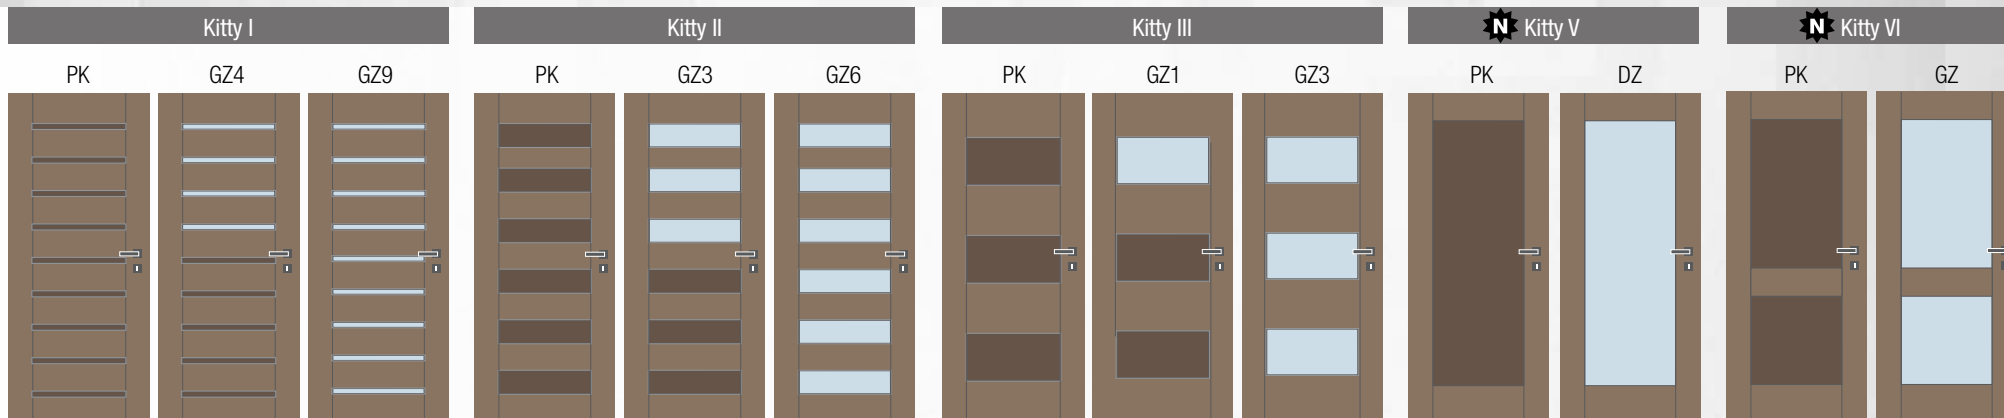 Kitty I
Kitty II
Kitty III
N Kitty V
N Kitty VI
PK GZ4 GZ9
PK GZ3 GZ6
PK GZ1 GZ3
PK DZ
PK GZ